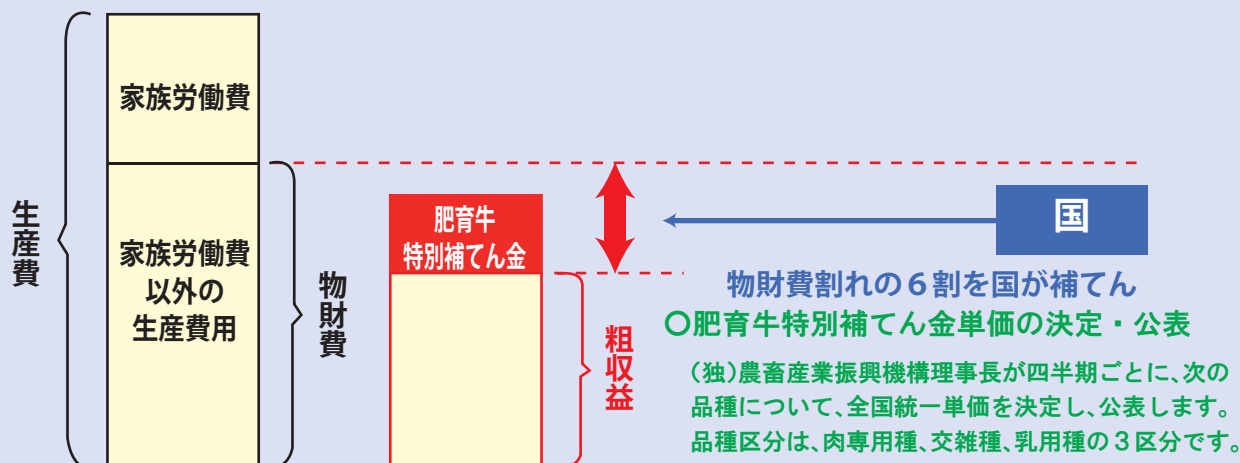 家族労働費
生産費
家族労働費
以外の
生産費用
物財費
肥育牛
特別補てん金
粗収益
国
物財費割れの6割を国が補てん
〇肥育牛特別補てん金単価の決定・公表
(独)農畜産業振興機構理事長が四半期ごとに、次の
品種について、全国統一単価を決定し、公表します。
品種区分は、肉専用種、交雑種、乳用種の3区分です。